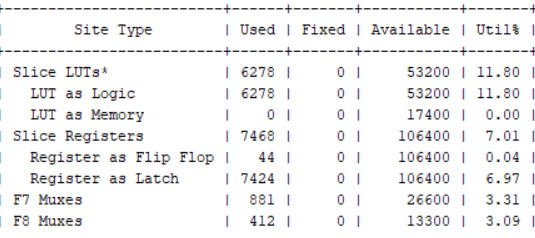 | Site Type | Used | Fixed | Available | Util% |
| Slice LUTs* | 6278 | 0 | 53200 | 11.80 |
| LUT as Logic | 6278 | 0 | 53200 | 11.80 |
| LUT as Memory | 0 | 0 | 17400 | 0.00 |
| Slice Registers | 7468 | 0 | 106400 | 7.01 |
| Register as Flip Flop | 44 | 0 | 106400 | 0.04 |
| Register as Latch | 7424 | 0 | 106400 | 6.97 |
| F7 Muxes | 881 | 0 | 26600 | 3.31 |
| F8 Muxes | 412 | 0 | 13300 | 3.09 |